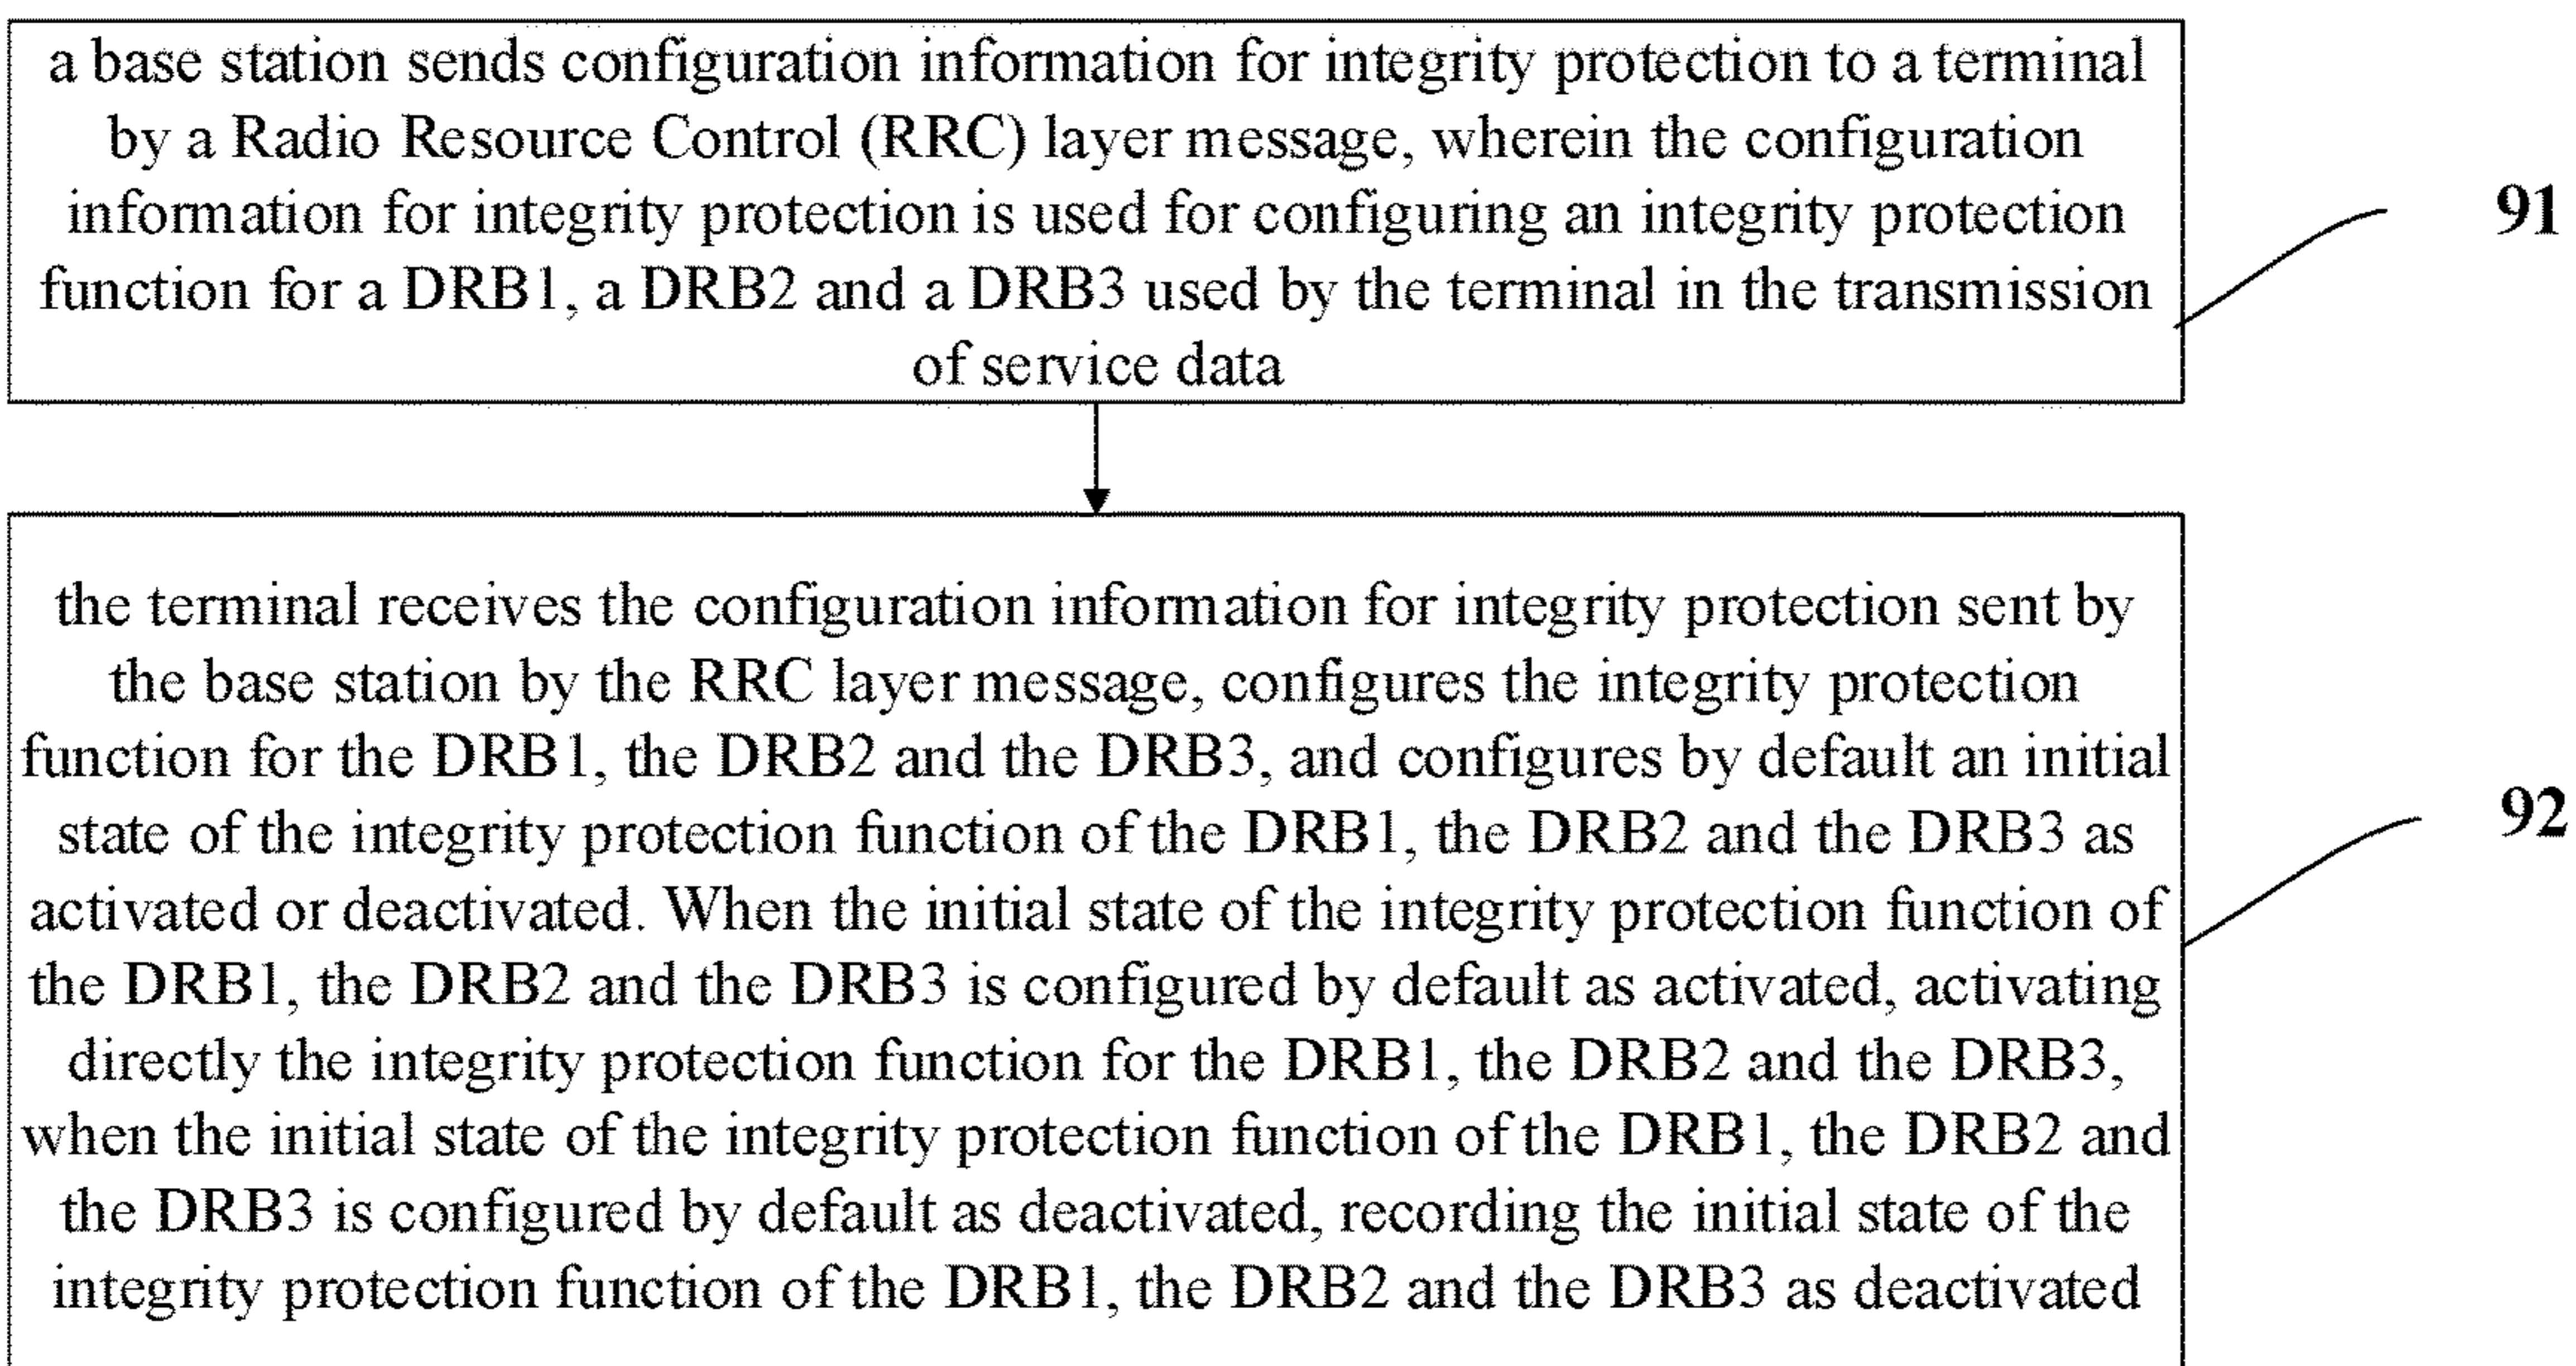 a base station sends configuration information for integrity protection to a terminal
by a Radio Resource Control (RRC) layer message, wherein the configuration
information for integrity protection is used for configuring an integrity protection
function for a DRB1, a DRB2 and a DRB3 used by the terminal in the transmission
of service data
91
the terminal receives the configuration information for integrity protection sent by
the base station by the RRC layer message, configures the integrity protection
function for the DRB1, the DRB2 and the DRB3, and configures by default an initial
state of the integrity protection function of the DRB1, the DRB2 and the DRB3 as
activated or deactivated. When the initial state of the integrity protection function of
the DRB1, the DRB2 and the DRB3 is configured by default as activated, activating
directly the integrity protection function for the DRB1, the DRB2 and the DRB3,
when the initial state of the integrity protection function of the DRB1, the DRB2 and
the DRB3 is configured by default as deactivated, recording the initial state of the
integrity protection function of the DRB1, the DRB2 and the DRB3 as deactivated
92